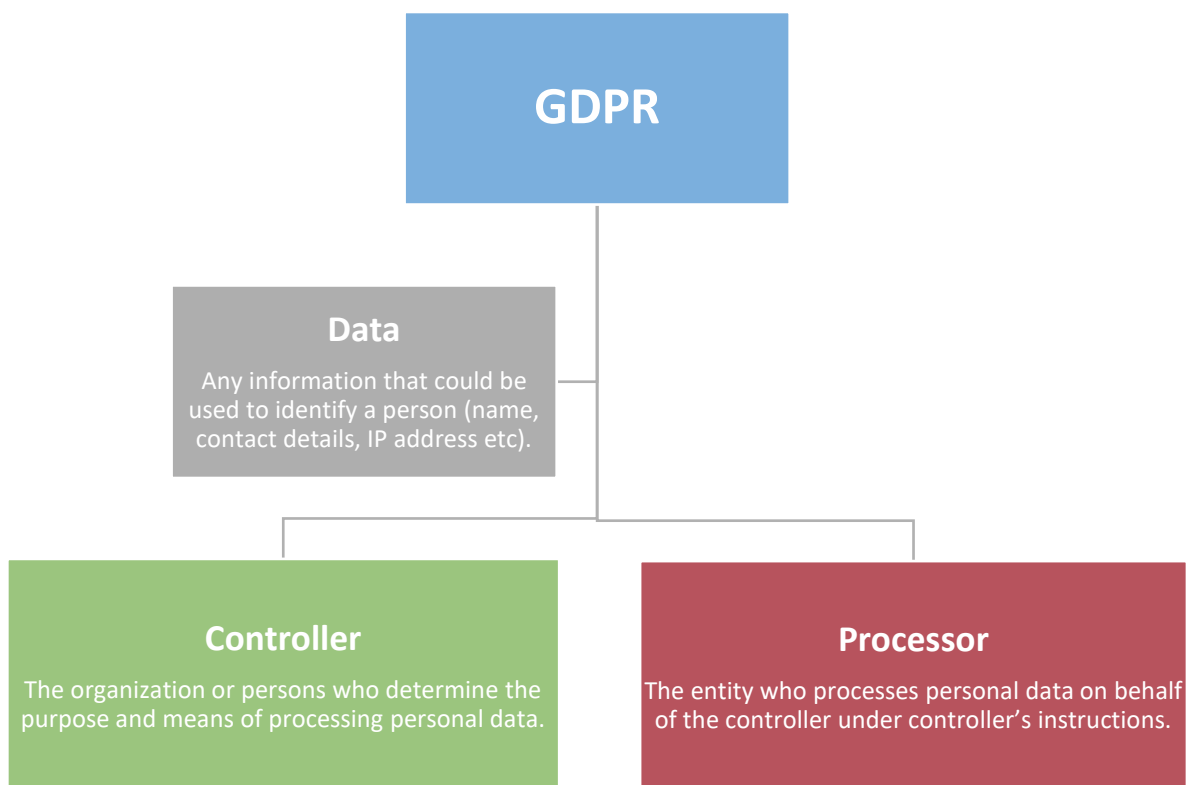 GDPR
Data
Any information that could be
used to identify a person (name,
contact details, IP address etc).
Controller
The organization or persons who determine the
purpose and means of processing personal data.
Processor
The entity who processes personal data on behalf
of the controller under controller’s instructions.